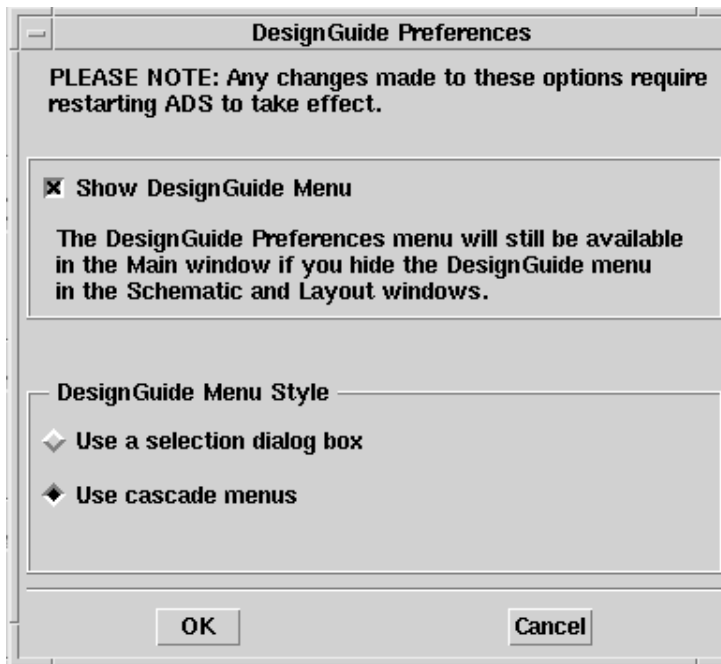 DesignGuide Preferences
PLEASE NOTE: Any changes made to these options require
restarting ADS to take effect.
Show DesignGuide Menu
The DesignGuide Preferences menu will still be available
in the Main window if you hide the DesignGuide menu
in the Schematic and Layout windows.
DesignGuide Menu Style
Use a selection dialog box
Use cascade menus
OK Cancel